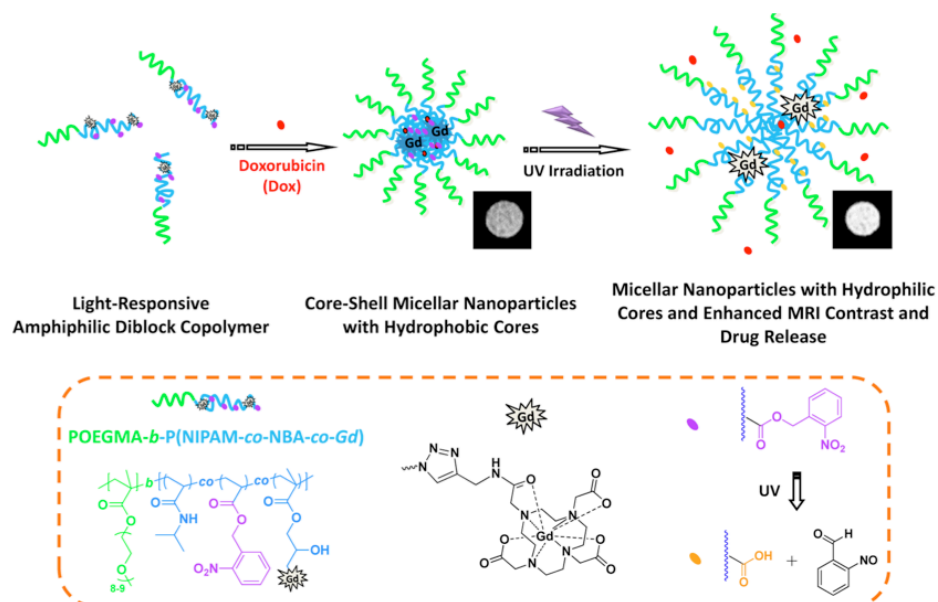 Doxorubicin
(Dox)
Gd
Gd
UV Irradiation
Gd
Gd
Light-Responsive
Amphiphilic Diblock Copolymer
Core-Shell Micellar Nanoparticles
with Hydrophobic Cores
Micellar Nanoparticles with Hydrophilic
Cores and Enhanced MRI Contrast and
Drug Release
POEGMA-b-P(NIPAM-co-NBA-co-Gd)
b
co
co
O
O
O
8-9
O
NH
O
O
O2N
O
O
OH
Gd
Gd
N
N
N
H
N
O
O
O
N
N
Gd
N
N
O
O
O
O
O
O
NO2
UV
O
OH
+
O
H
NO